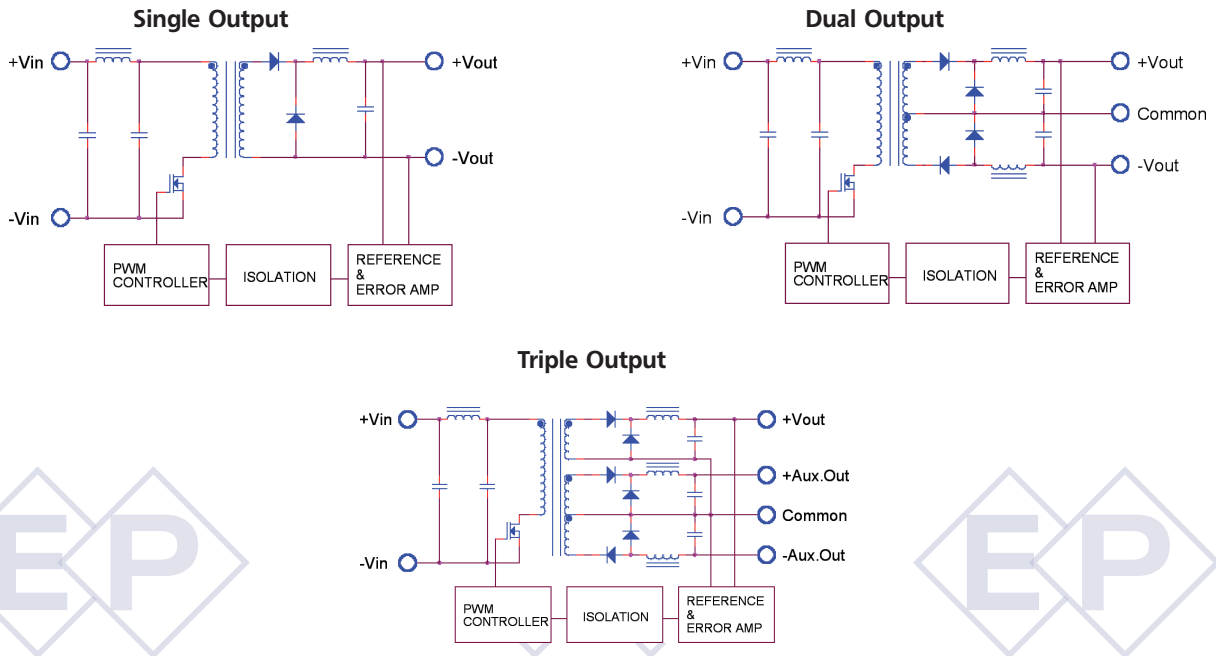 Single Output
+Vin
+Vout
-Vout
-Vin
PWM
CONTROLLER
ISOLATION
REFERENCE
&
ERROR AMP
Dual Output
+Vin
+Vout
Common
-Vout
-Vin
PWM
CONTROLLER
ISOLATION
REFERENCE
&
ERROR AMP
Triple Output
+Vin
+Vout
+Aux.Out
Common
-Aux.Out
-Vin
PWM
CONTROLLER
ISOLATION
REFERENCE
&
ERROR AMP
EP
EP